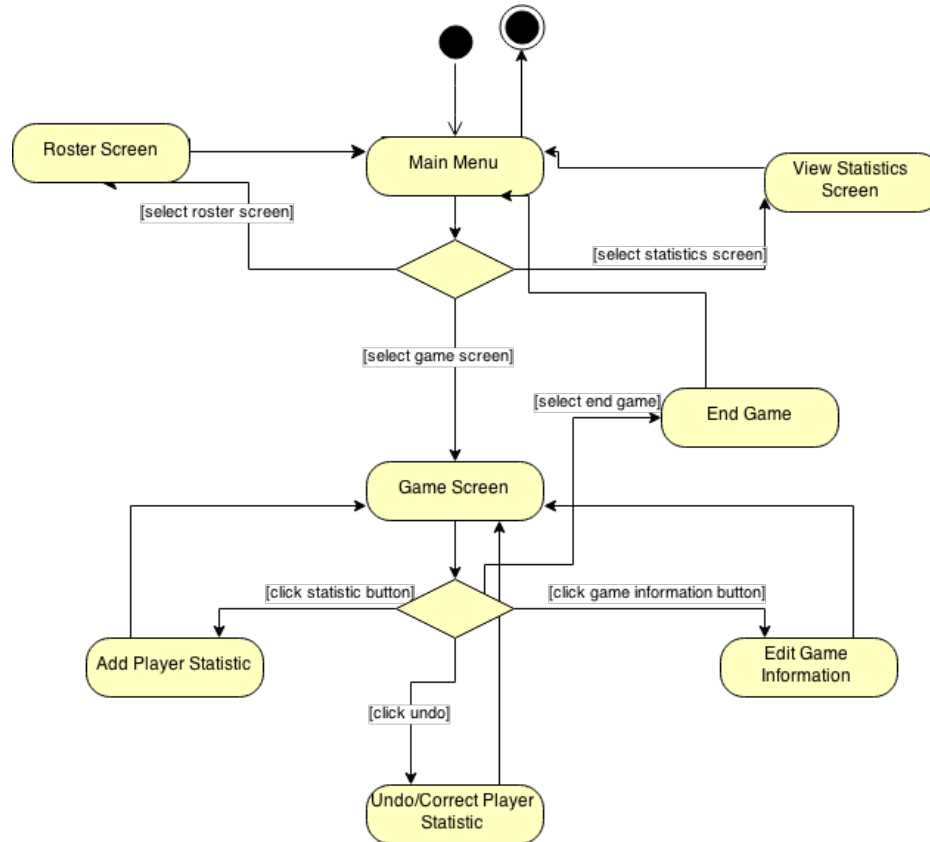 Roster Screen
Main Menu
View Statistics
Screen
[select roster screen]
[select statistics screen]
[select game screen]
[select end game]
End Game
Game Screen
[click statistic button]
[click game information button]
Add Player Statistic
Edit Game
Information
[click undo]
Undo/Correct Player
Statistic